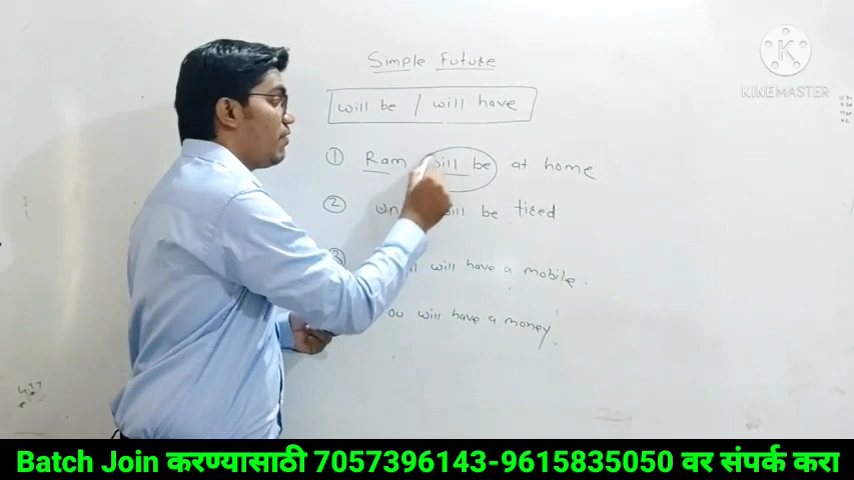 Simple Future
will be / will have
① Ram will be at home
② will be tired
③ will have a mobile.
will have a money.
K
KINEMASTER
Batch Join करण्यासाठी 7057396143-9615835050 वर संपर्क करा